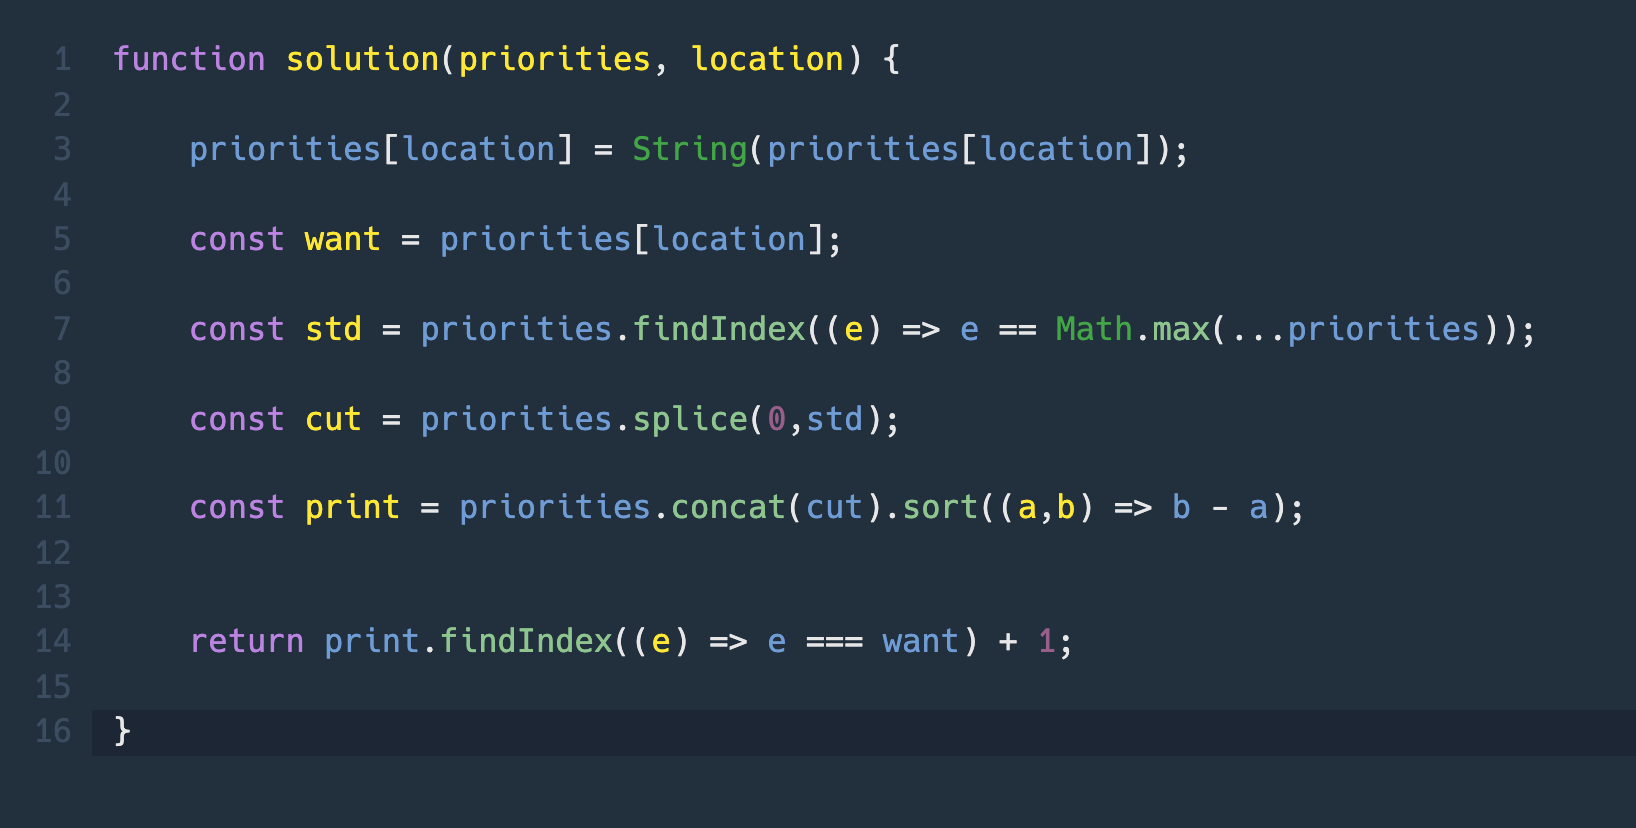 1 function solution(priorities, location) {
2
3 priorities[location] = String(priorities[location]);
4
5 const want = priorities[location];
6
7 const std = priorities.findIndex((e) => e == Math.max(...priorities));
8
9 const cut = priorities.splice(0,std);
10
11 const print = priorities.concat(cut).sort((a,b) => b - a);
12
13
14 return print.findIndex((e) => e === want) + 1;
15
16 }